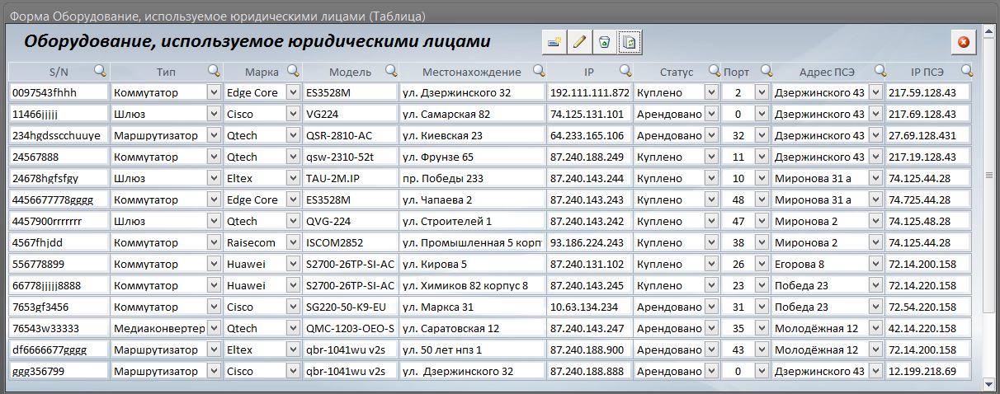 Форма Оборудование, используемое юридическими лицами (Таблица)
Оборудование, используемое юридическими лицами
S/N Тип Марка Модель Местонахождение IP Статус Порт Адрес ПСЭ IP ПСЭ
0097543fhhh Коммутатор Edge Core ES3528M ул. Дзержинского 32 192.111.111.872 Куплено 2 Дзержинского 43 217.59.128.43
11466jjjjj Шлюз Cisco VG224 ул. Самарская 82 74.125.131.101 Арендовано 0 Дзержинского 43 217.69.128.43
234hgdsscchuuye Маршрутизатор Qtech QSR-2810-AC ул. Киевская 23 64.233.165.106 Арендовано 32 Дзержинского 43 27.69.128.431
24567888 Коммутатор Qtech qsw-2310-52t ул. Фрунзе 65 87.240.188.249 Куплено 11 Дзержинского 43 217.19.128.43
24678hgfsfgy Шлюз Eltex TAU-2M.IP пр. Победы 233 87.240.143.244 Куплено 10 Миронова 31 а 74.125.44.28
4456677778gggg Коммутатор Edge Core ES3528M ул. Чапаева 2 87.240.143.243 Куплено 48 Миронова 31 а 74.725.44.28
4457900rrrrrrr Шлюз Qtech QVG-224 ул. Строителей 1 87.240.143.242 Куплено 47 Миронова 2 74.125.48.28
4567fhjdd Коммутатор Raisecom ISCOM2852 ул. Промышленная 5 корп 93.186.224.243 Куплено 38 Миронова 2 74.125.44.28
556778899 Коммутатор Huawei S2700-26TP-SI-AC ул. Кирова 5 87.240.131.102 Куплено 26 Егорова 8 72.14.200.158
66778jjjjj8888 Коммутатор Huawei S2700-26TP-SI-AC ул. Химиков 82 корпус 8 87.240.143.245 Куплено 23 Победа 23 72.14.220.158
7653gf3456 Коммутатор Cisco SG220-50-K9-EU ул. Маркса 31 10.63.134.234 Арендовано 31 Победа 23 72.54.220.158
76543w33333 Медиаконвертер Qtech QMC-1203-OEO-S ул. Саратовская 12 87.240.143.247 Арендовано 35 Молодёжная 12 42.14.220.158
df6666677gggg Маршрутизатор Eltex qbr-1041wu v2s ул. 50 лет нпз 1 87.240.188.900 Арендовано 43 Молодёжная 12 72.14.200.158
ggg356799 Маршрутизатор Cisco qbr-1041wu v2s ул. Дзержинского 32 87.240.188.888 Арендовано 0 Дзержинского 43 12.199.218.69